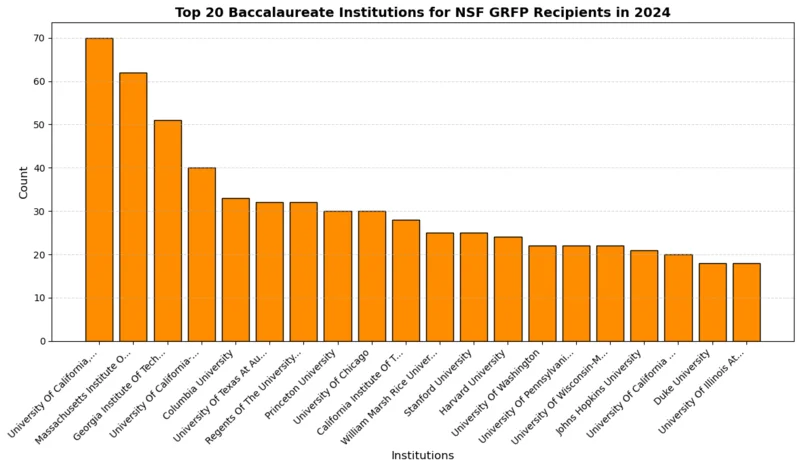 Top 20 Baccalaureate Institutions for NSF GRFP Recipients in 2024
Count
70
60
50
40
30
20
10
0
University Of California,...
Massachusetts Institute O...
Georgia Institute Of Tech...
University Of California-...
Columbia University
University Of Texas At Au...
Regents Of The University...
Princeton University
University Of Chicago
California Institute Of T...
William Marsh Rice Univer...
Stanford University
Harvard University
University Of Washington
University Of Pennsylvani...
University Of Wisconsin-M...
Johns Hopkins University
University Of California ...
Duke University
University Of Illinois At...
Institutions